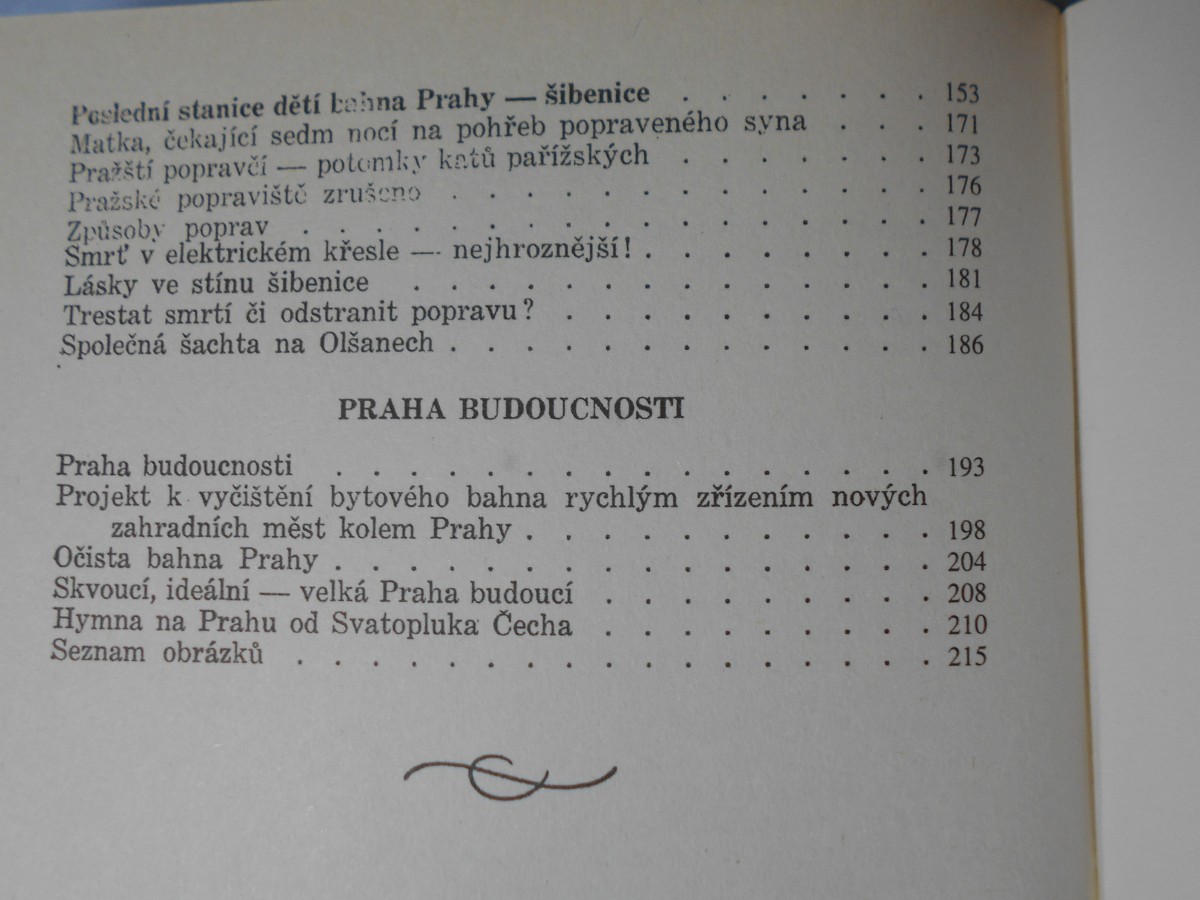 Poslední stanice dětí bahna Prahy — šibenice . . . . . . . 153
Matka, čekající sedm nocí na pohřeb popraveného syna . . . 171
Pražští popravčí — potomky katů pařížských . . . . . . . 173
Pražské popraviště zrušeno . . . . . . . . . . . . . 176
Způsoby poprav . . . . . . . . . . . . . . . . . 177
Smrť v elektrickém křesle — nejhroznější! . . . . . . . . 178
Lásky ve stínu šibenice . . . . . . . . . . . . . . 181
Trestat smrtí či odstranit popravu? . . . . . . . . . . 184
Společná šachta na Olšanech . . . . . . . . . . . . . 186
PRAHA BUDOUCNOSTI
Praha budoucnosti . . . . . . . . . . . . . . . . 193
Projekt k vyčištění bytového bahna rychlým zřízením nových
zahradních měst kolem Prahy . . . . . . . . . . . 198
Očista bahna Prahy . . . . . . . . . . . . . . . . 204
Skvoucí, ideální — velká Praha budoucí . . . . . . . . . 208
Hymna na Prahu od Svatopluka Čecha . . . . . . . . . 210
Seznam obrázků . . . . . . . . . . . . . . . . . 215